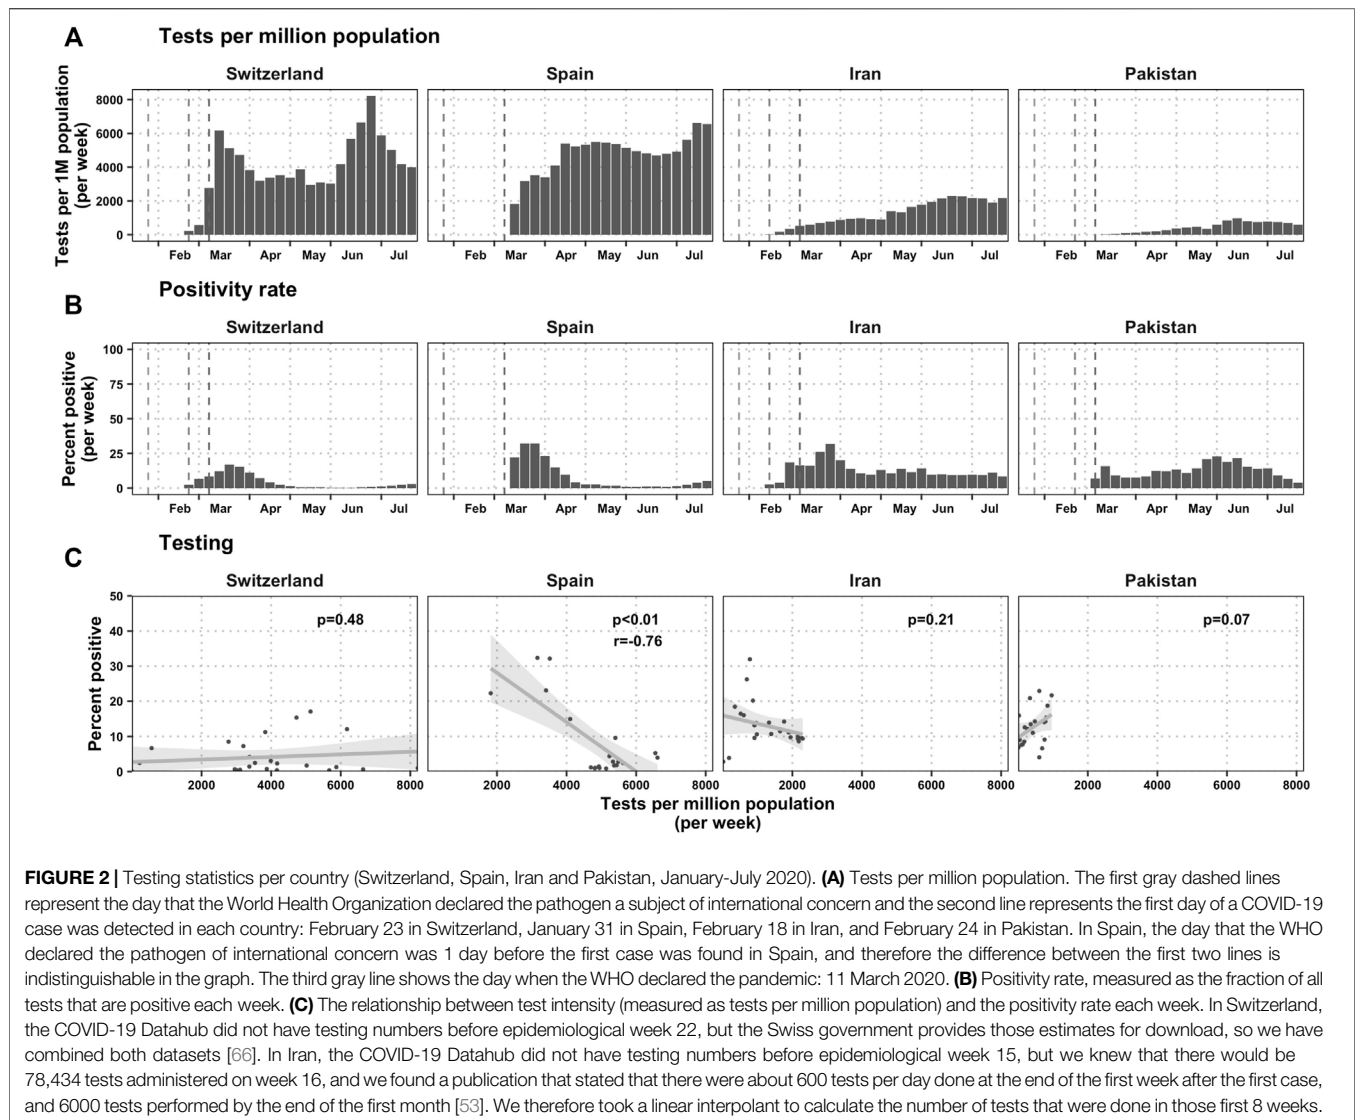 A Tests per million population
Switzerland Spain Iran Pakistan
Tests per 1M population
(per week)
8000
6000
4000
2000
0
Feb Mar Apr May Jun Jul Feb Mar Apr May Jun Jul Feb Mar Apr May Jun Jul Feb Mar Apr May Jun Jul
B Positivity rate
Switzerland Spain Iran Pakistan
Percent positive
(per week)
100
75
50
25
0
Feb Mar Apr May Jun Jul Feb Mar Apr May Jun Jul Feb Mar Apr May Jun Jul Feb Mar Apr May Jun Jul
C Testing
Switzerland Spain Iran Pakistan
Percent positive
50
p=0.48 p<0.01 p=0.21 p=0.07
40
r=-0.76
30
20
10
0
2000 4000 6000 8000 2000 4000 6000 8000 2000 4000 6000 8000 2000 4000 6000 8000
Tests per million population
(per week)
FIGURE 2 | Testing statistics per country (Switzerland, Spain, Iran and Pakistan, January-July 2020). (A) Tests per million population. The first gray dashed lines
represent the day that the World Health Organization declared the pathogen a subject of international concern and the second line represents the first day of a COVID-19
case was detected in each country: February 23 in Switzerland, January 31 in Spain, February 18 in Iran, and February 24 in Pakistan. In Spain, the day that the WHO
declared the pathogen of international concern was 1 day before the first case was found in Spain, and therefore the difference between the first two lines is
indistinguishable in the graph. The third gray line shows the day when the WHO declared the pandemic: 11 March 2020. (B) Positivity rate, measured as the fraction of all
tests that are positive each week. (C) The relationship between test intensity (measured as tests per million population) and the positivity rate each week. In Switzerland,
the COVID-19 Datahub did not have testing numbers before epidemiological week 22, but the Swiss government provides those estimates for download, so we have
combined both datasets [66]. In Iran, the COVID-19 Datahub did not have testing numbers before epidemiological week 15, but we knew that there would be
78,434 tests administered on week 16, and we found a publication that stated that there were about 600 tests per day done at the end of the first week after the first case,
and 6000 tests performed by the end of the first month [53]. We therefore took a linear interpolant to calculate the number of tests that were done in those first 8 weeks.